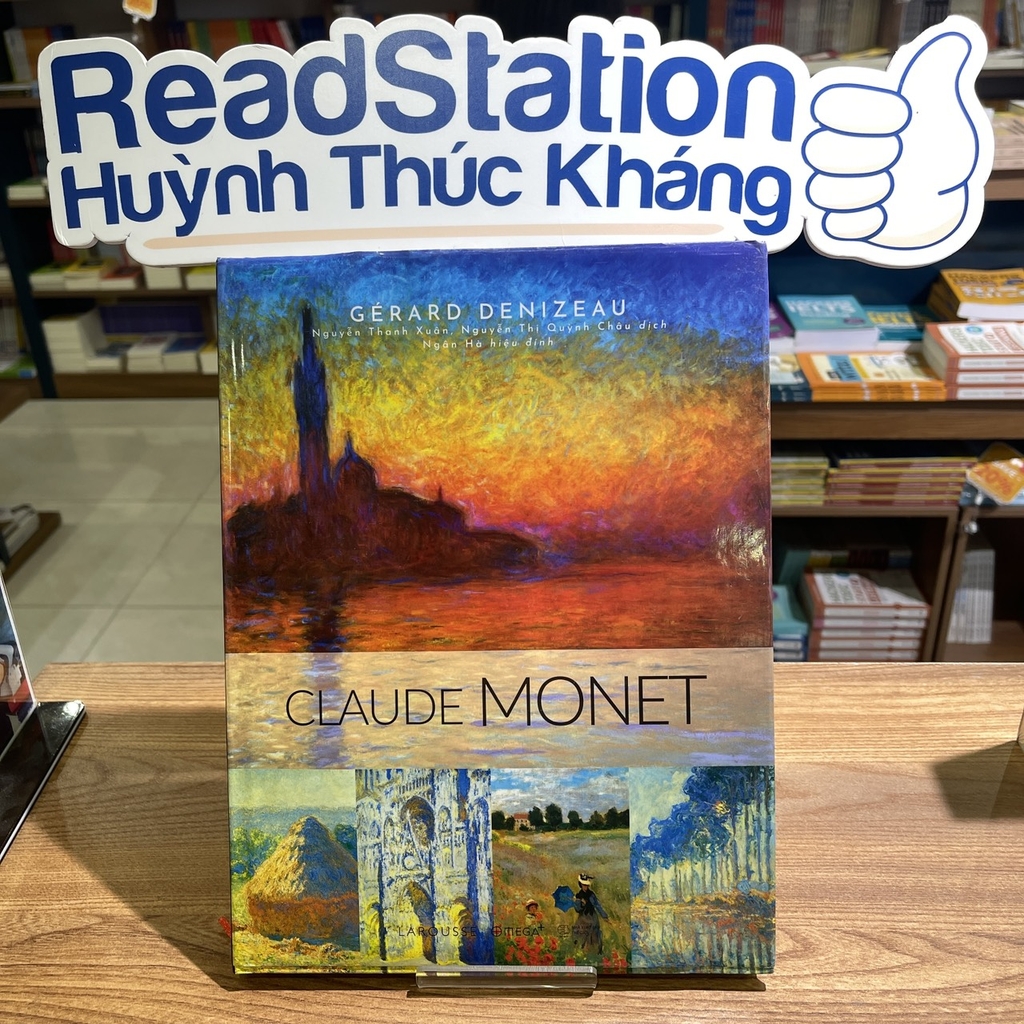 ReadStation
Huỳnh Thúc Kháng
GÉRARD DENIZEAU
Nguyễn Thanh Xuân, Nguyễn Thị Quỳnh Châu dịch
Ngân Hà hiệu đính
CLAUDE MONET
LAROUSSE OMEGA+